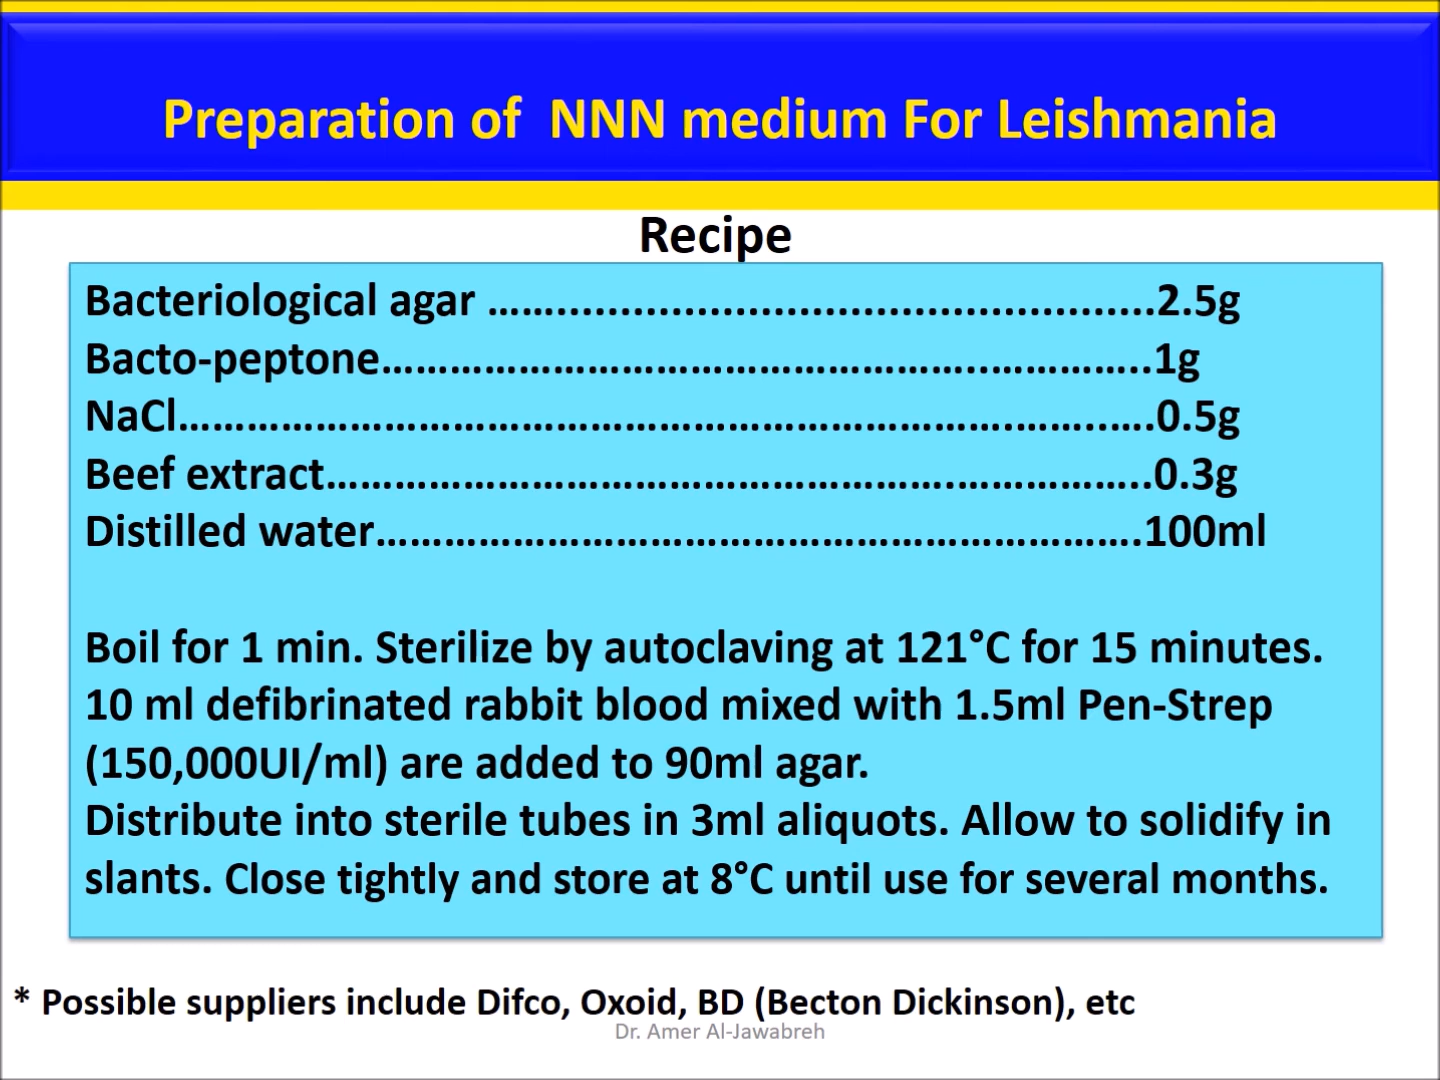 Preparation of  NNN medium For Leishmania
Recipe
Bacteriological agar …...............................................2.5g
Bacto-peptone……………………………………………..…………..1g
NaCl……………………………………………………………….……..….0.5g
Beef extract……………………………………………….…………..0.3g
Distilled water………………………………………………………….100ml
Boil for 1 min. Sterilize by autoclaving at 121°C for 15 minutes.
10 ml defibrinated rabbit blood mixed with 1.5ml Pen-Strep
(150,000UI/ml) are added to 90ml agar.
Distribute into sterile tubes in 3ml aliquots. Allow to solidify in
slants. Close tightly and store at 8°C until use for several months.
* Possible suppliers include Difco, Oxoid, BD (Becton Dickinson), etc
Dr. Amer Al-Jawabreh